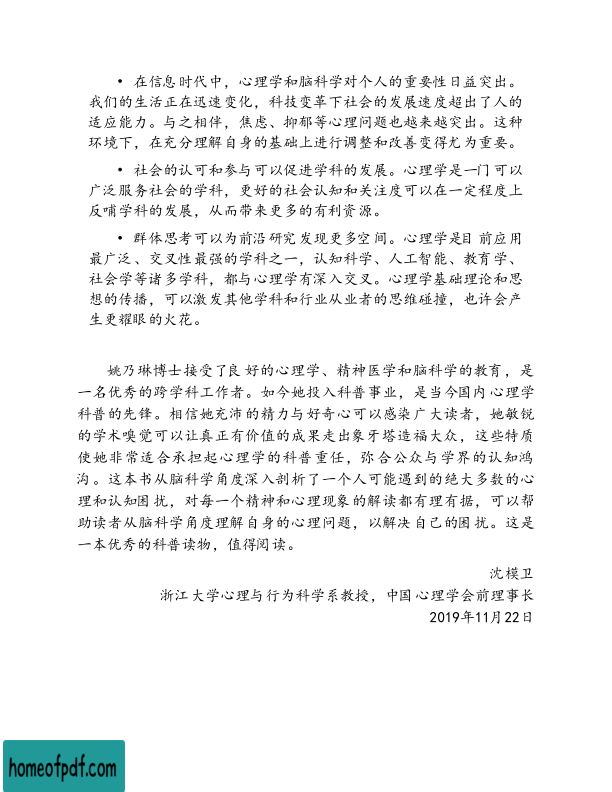 • 在信息时代中，心理学和脑科学对个人的重要性日益突出。
我们的生活正在迅速变化，科技变革下社会的发展速度超出了人的
适应能力。与之相伴，焦虑、抑郁等心理问题也越来越突出。这种
环境下，在充分理解自身的基础上进行调整和改善变得尤为重要。
• 社会的认可和参与可以促进学科的发展。心理学是一门可以
广泛服务社会的学科，更好的社会认知和关注度可以在一定程度上
反哺学科的发展，从而带来更多的有利资源。
• 群体思考可以为前沿研究发现更多空间。心理学是目前应用
最广泛、交叉性最强的学科之一，认知科学、人工智能、教育学、
社会学等诸多学科，都与心理学有深入交叉。心理学基础理论和思
想的传播，可以激发其他学科和行业从业者的思维碰撞，也许会产
生更耀眼的火花。
姚乃琳博士接受了良好的心理学、精神医学和脑科学的教育，是
一名优秀的跨学科工作者。如今她投入科普事业，是当今国内心理学
科普的先锋。相信她充沛的精力与好奇心可以感染广大读者，她敏锐
的学术嗅觉可以让真正有价值的成果走出象牙塔造福大众，这些特质
使她非常适合承担起心理学的科普重任，弥合公众与学界的认知鸿
沟。这本书从脑科学角度深入剖析了一个人可能遇到的绝大多数的心
理和认知困扰，对每一个精神和心理现象的解读都有理有据，可以帮
助读者从脑科学角度理解自身的心理问题，以解决自己的困扰。这是
一本优秀的科普读物，值得阅读。
沈模卫
浙江大学心理与行为科学系教授，中国心理学会前理事长
2019年11月22日
homeofpdf.com